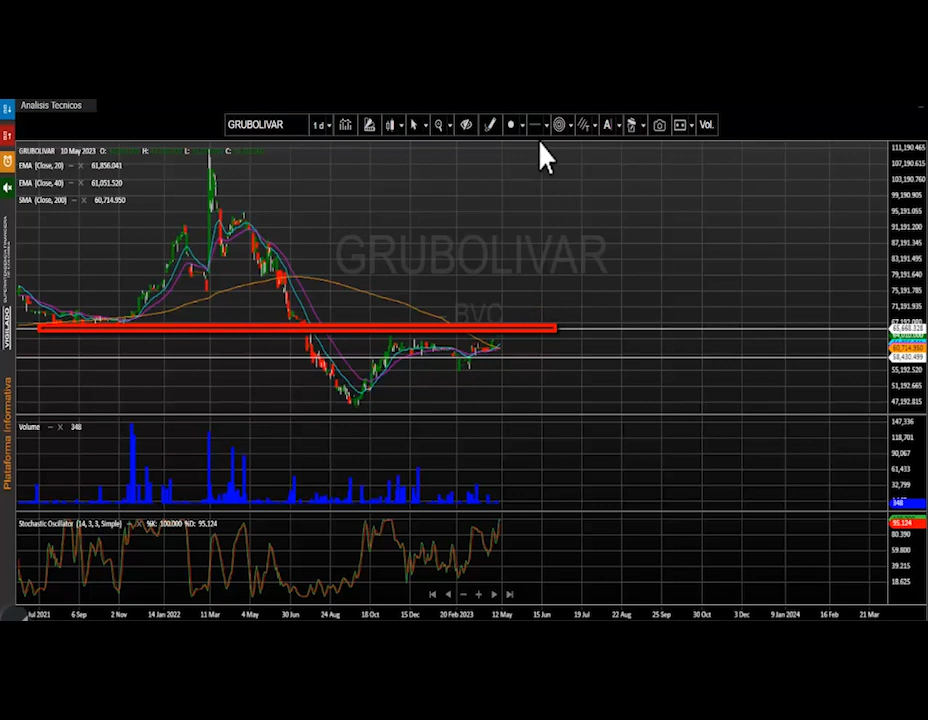 Analisis Tecnicos
GRUBOLIVAR 1 d Vol.
GRUBOLIVAR 10 May 2023 O: H: L: C:
EMA (Close, 20) 61,856.041
EMA (Close, 40) 61,051.520
SMA (Close, 200) 60,714.950
GRUBOLIVAR
BVC
111,190.465
107,190.615
103,190.760
99,190.905
95,191.055
91,191.200
87,191.345
83,191.495
79,191.640
75,191.785
71,191.935
67,192.080
65,668.328
60,714.950
58,430.499
55,192.520
51,192.665
47,192.815
Volume 348
147,336
118,701
90,067
61,433
32,799
348
Stochastic Oscillator (14, 3, 3, Simple) %K: 100.000 %D: 95.124
95.124
80.390
59.800
39.215
18.625
Jul 2021 6 Sep 2 Nov 14 Jan 2022 11 Mar 4 May 30 Jun 24 Aug 18 Oct 15 Dec 20 Feb 2023 12 May 15 Jun 19 Jul 22 Aug 25 Sep 30 Oct 3 Dec 9 Jan 2024 16 Feb 21 Mar
VIGILADO
Plataforma Informativa